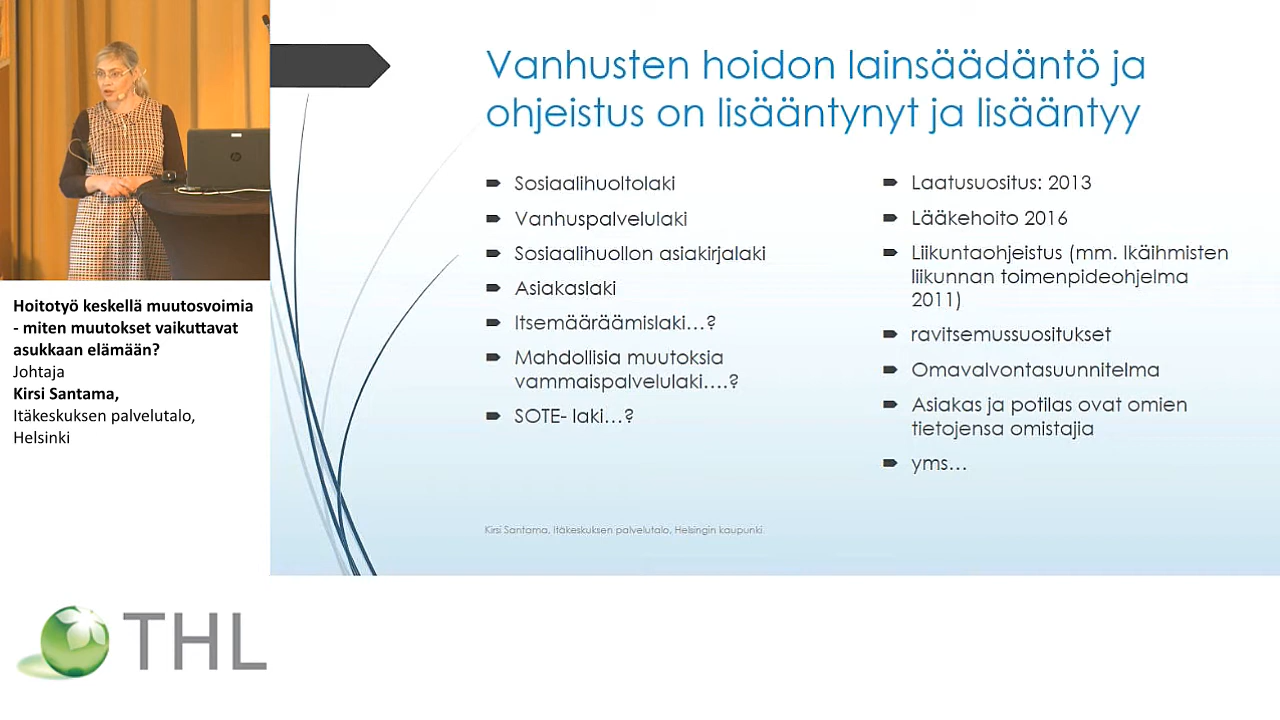 Vanhusten hoidon lainsäädäntö ja
ohjeistus on lisääntynyt ja lisääntyy
Sosiaalihuoltolaki
Vanhuspalvelulaki
Sosiaalihuollon asiakirjalaki
Asiakaslaki
Itsemääräämislaki…?
Mahdollisia muutoksia
vammaispalvelulaki….?
SOTE- laki…?
Laatusuositus: 2013
Lääkehoito 2016
Liikuntaohjeistus (mm. Ikäihmisten
liikunnan toimenpideohjelma
2011)
ravitsemussuositukset
Omavalvontasuunnitelma
Asiakas ja potilas ovat omien
tietojensa omistajia
yms…
Kirsi Santama, Itäkeskuksen palvelutalo, Helsingin kaupunki.
Hoitotyö keskellä muutosvoimia
- miten muutokset vaikuttavat
asukkaan elämään?
Johtaja
Kirsi Santama,
Itäkeskuksen palvelutalo,
Helsinki
THL